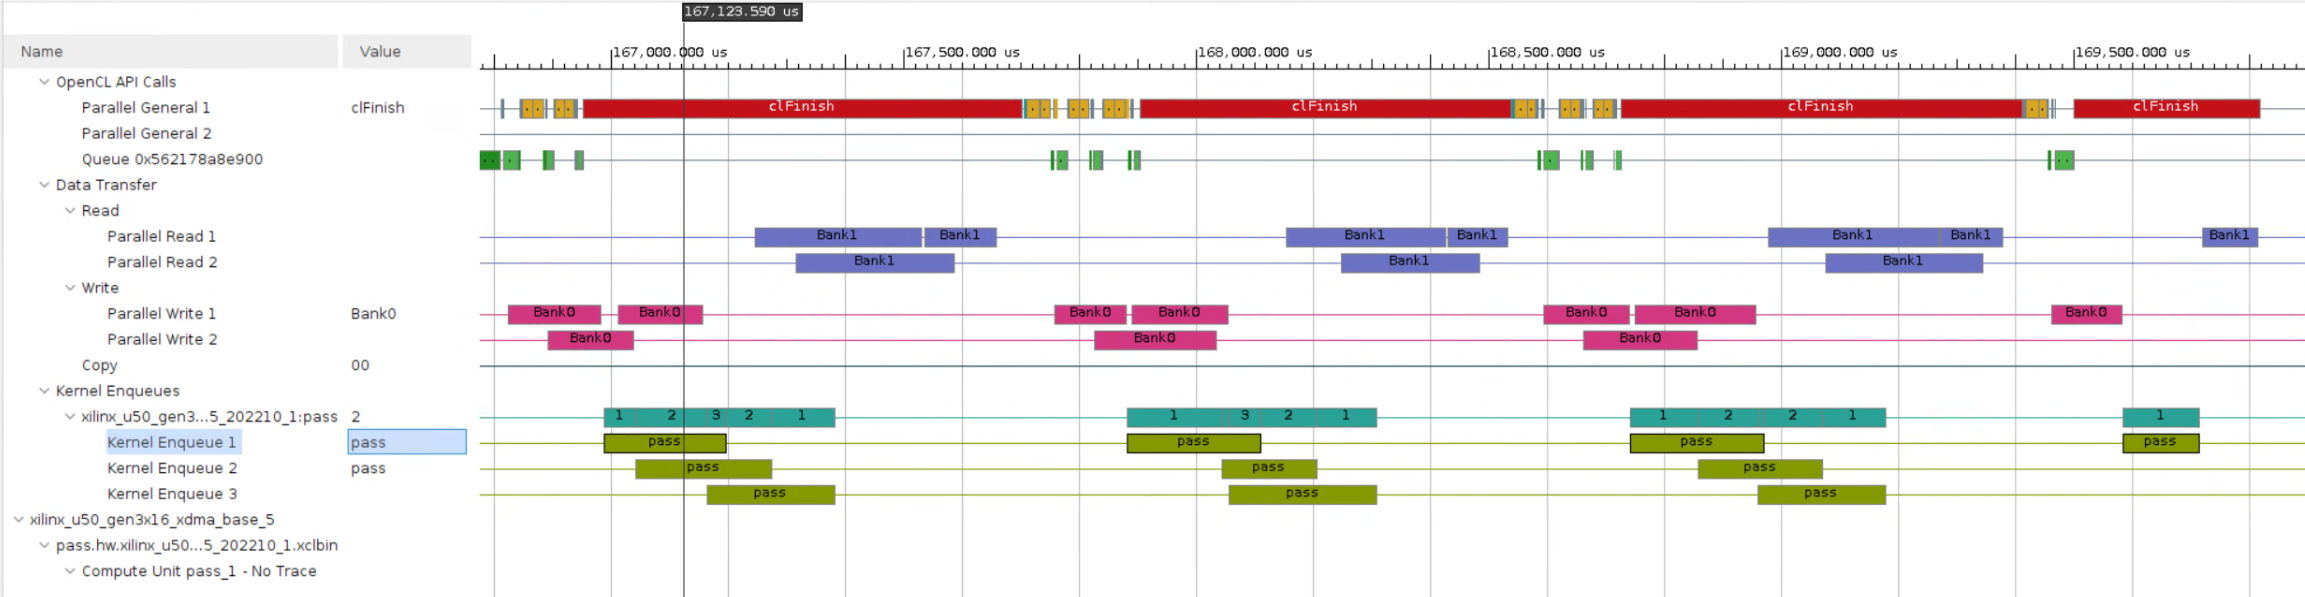 167,123.590 us
Name Value 167,000.000 us 167,500.000 us 168,000.000 us 168,500.000 us 169,000.000 us 169,500.000 us
OpenCL API Calls
Parallel General 1 clFinish clFinish clFinish clFinish clFinish
Parallel General 2
Queue 0x562178a8e900
Data Transfer
Read
Parallel Read 1 Bank1 Bank1 Bank1 Bank1 Bank1 Bank1 Bank1
Parallel Read 2 Bank1 Bank1 Bank1
Write
Parallel Write 1 Bank0 Bank0 Bank0 Bank0 Bank0 Bank0 Bank0 Bank0
Parallel Write 2 Bank0 Bank0 Bank0
Copy 00
Kernel Enqueues
xilinx_u50_gen3...5_202210_1:pass 2 1 2 3 2 1 1 3 2 1 1 2 2 1 1
Kernel Enqueue 1 pass pass pass pass pass
Kernel Enqueue 2 pass pass pass pass
Kernel Enqueue 3 pass pass pass
xilinx_u50_gen3x16_xdma_base_5
pass.hw.xilinx_u50...5_202210_1.xclbin
Compute Unit pass_1 - No Trace